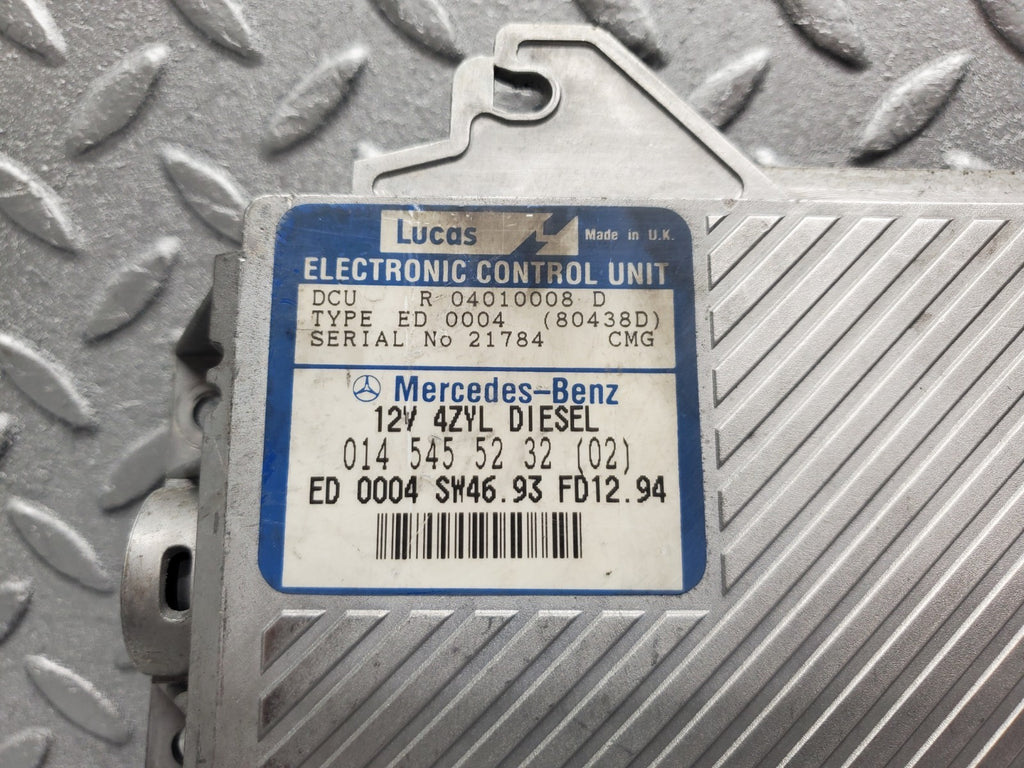 Lucas Made in U.K.
ELECTRONIC CONTROL UNIT
DCU R 04010008 D
TYPE ED 0004 (80438D)
SERIAL No 21784 CMG
Mercedes-Benz
12V 4ZYL DIESEL
014 545 52 32 (02)
ED 0004 SW46.93 FD12.94